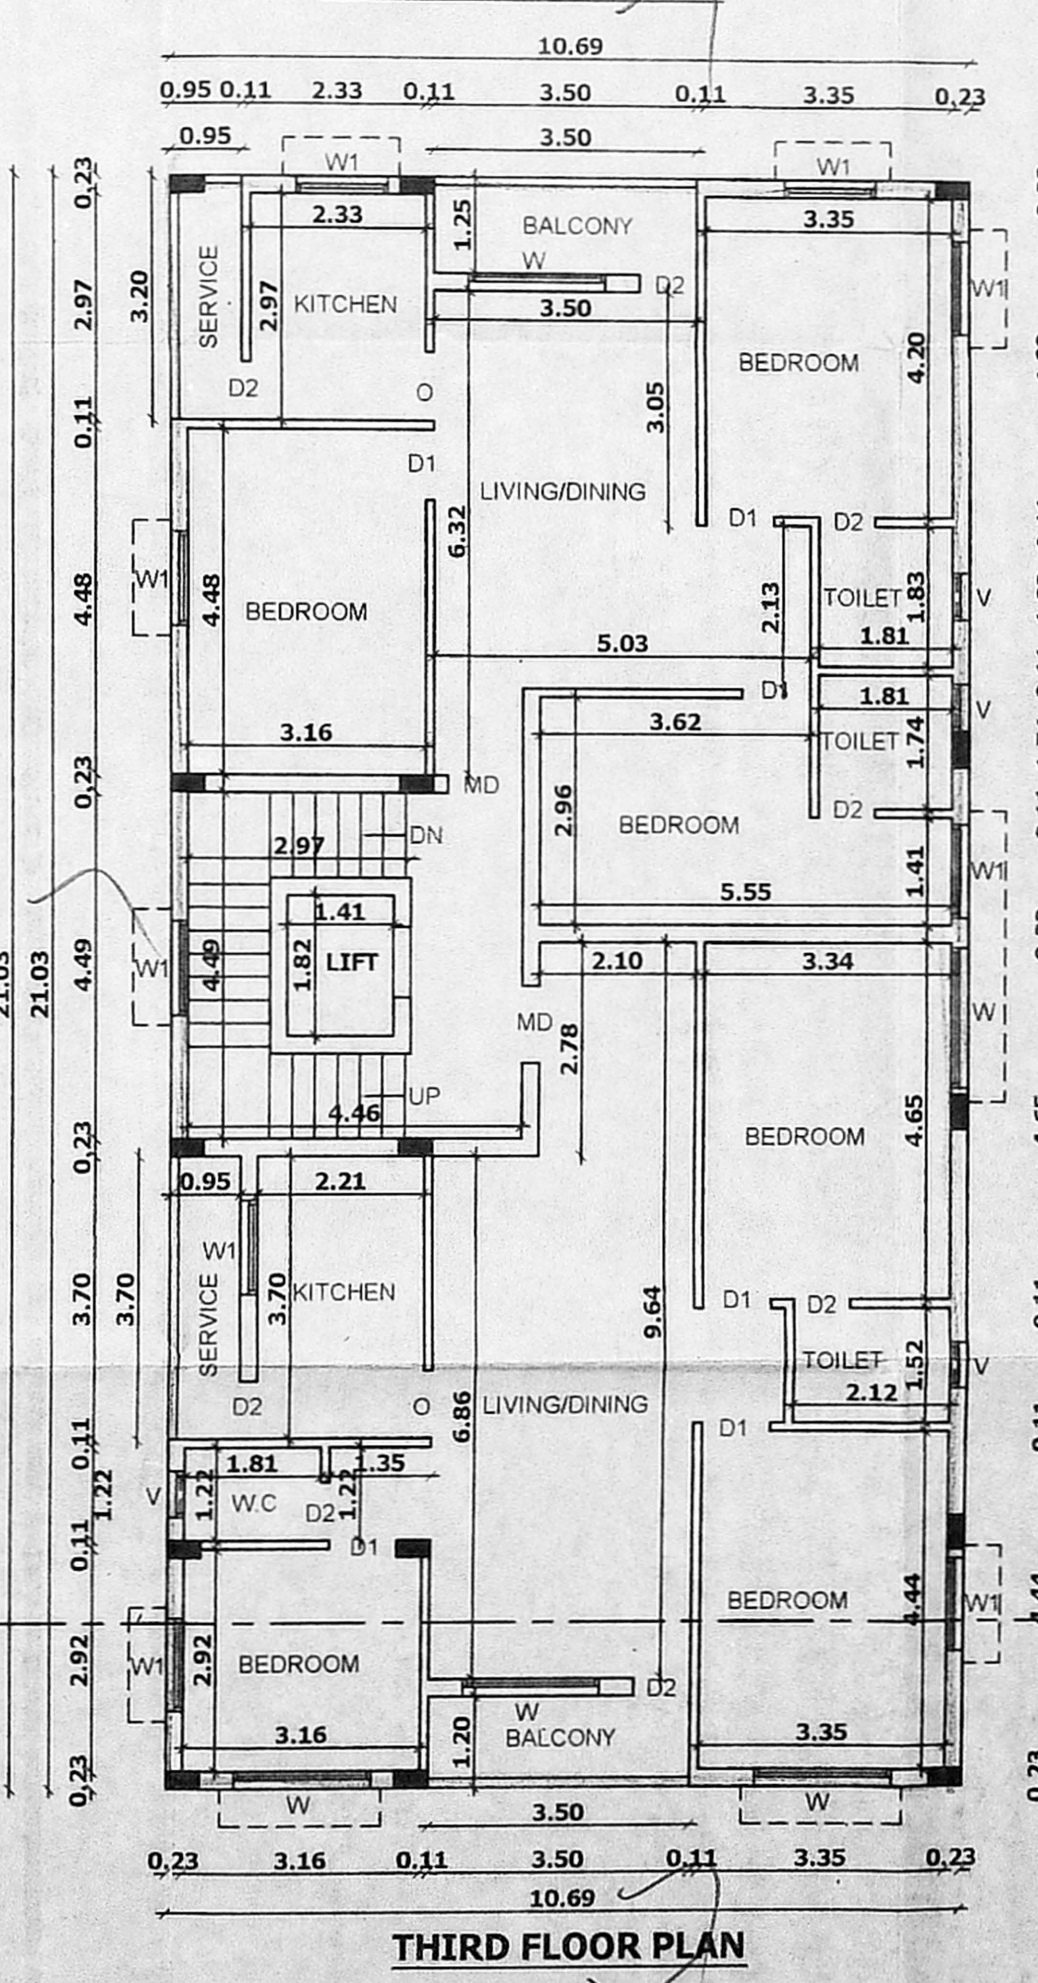 10.69
0.95 0.11 2.33 0.11 3.50 0.11 3.35 0.23
0.95 3.50
W1 W1
0.23
2.33 1.25 BALCONY 3.35
W
SERVICE 2.97 KITCHEN D2 W1
2.97 3.20 3.50
BEDROOM 4.20
D2 O 3.05
0.11
D1
LIVING/DINING
6.32 D1 D2
W1
4.48 4.48 BEDROOM 2.13 TOILET 1.83 V
5.03 1.81
D1 1.81 V
3.16 3.62 TOILET 1.74
0.23 MD
2.96 BEDROOM D2
DN
2.97 1.41 W1
5.55
1.41
21.03 21.03 4.49 W1 4.49 1.82 LIFT 2.10 3.34
MD 2.78 W
UP
4.46
0.23 BEDROOM 4.65
0.95 2.21
W1
SERVICE 3.70 KITCHEN
3.70 3.70 9.64 D1 D2
TOILET 1.52 V
D2 O 6.86 LIVING/DINING 2.12
D1
0.11
1.81 1.35
V 1.22 1.22 W.C D2 1.22
0.11 D1
BEDROOM 4.44 W1
2.92 W1 2.92 BEDROOM
W D2
3.16 1.20 BALCONY 3.35
0.23 0.23
W 3.50 W
0.23 3.16 0.11 3.50 0.11 3.35 0.23
10.69
THIRD FLOOR PLAN